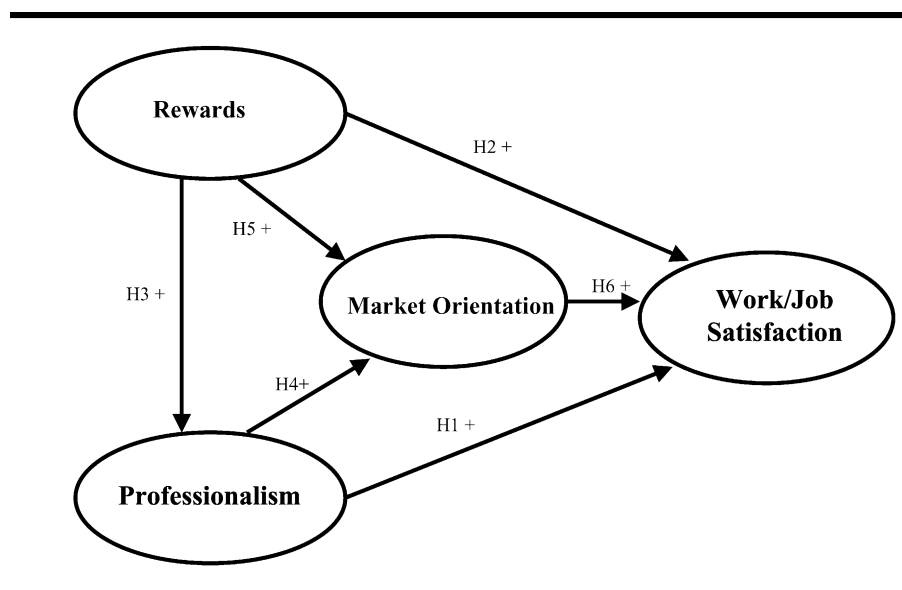 Rewards
H2 +
H5 +
H3 +
H6 +
Market Orientation
Work/Job
Satisfaction
H4+
H1 +
Professionalism